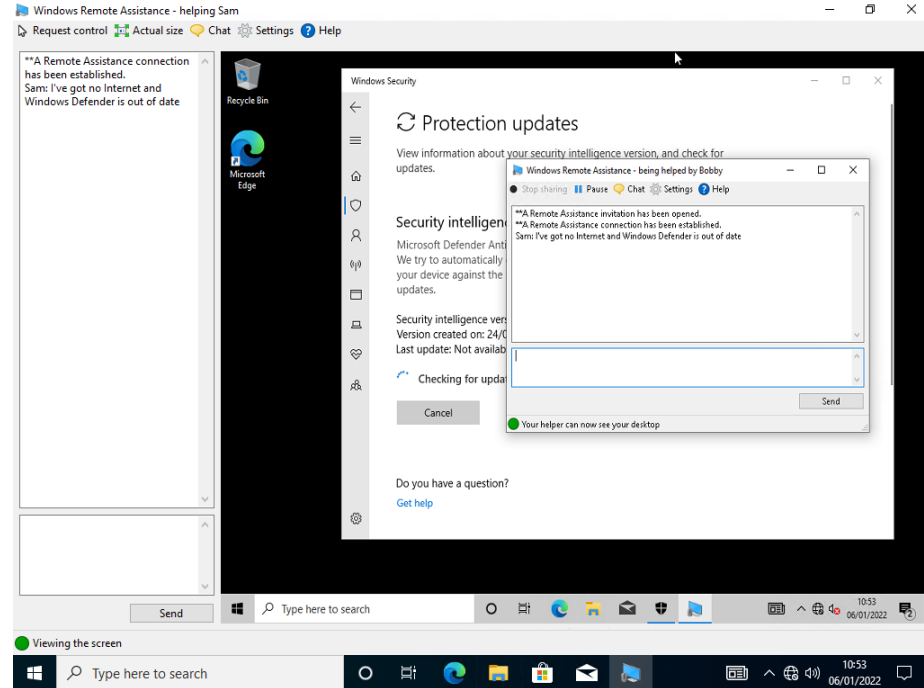 Windows Remote Assistance - helping Sam
Request control Actual size Chat Settings Help
**A Remote Assistance connection
has been established.
Sam: I've got no Internet and
Windows Defender is out of date
Send
Viewing the screen
Recycle Bin
Microsoft
Edge
Windows Security
Protection updates
View information about your security intelligence version, and check for
updates.
Security intelligen
Microsoft Defender Anti
We try to automatically
your device against the
updates.
Security intelligence vers
Version created on: 24/0
Last update: Not availab
Checking for updat
Cancel
Do you have a question?
Get help
Windows Remote Assistance - being helped by Bobby
Stop sharing Pause Chat Settings Help
**A Remote Assistance invitation has been opened.
**A Remote Assistance connection has been established.
Sam: I've got no Internet and Windows Defender is out of date
Send
Your helper can now see your desktop
Type here to search
10:53
06/01/2022
2
Type here to search
10:53
06/01/2022